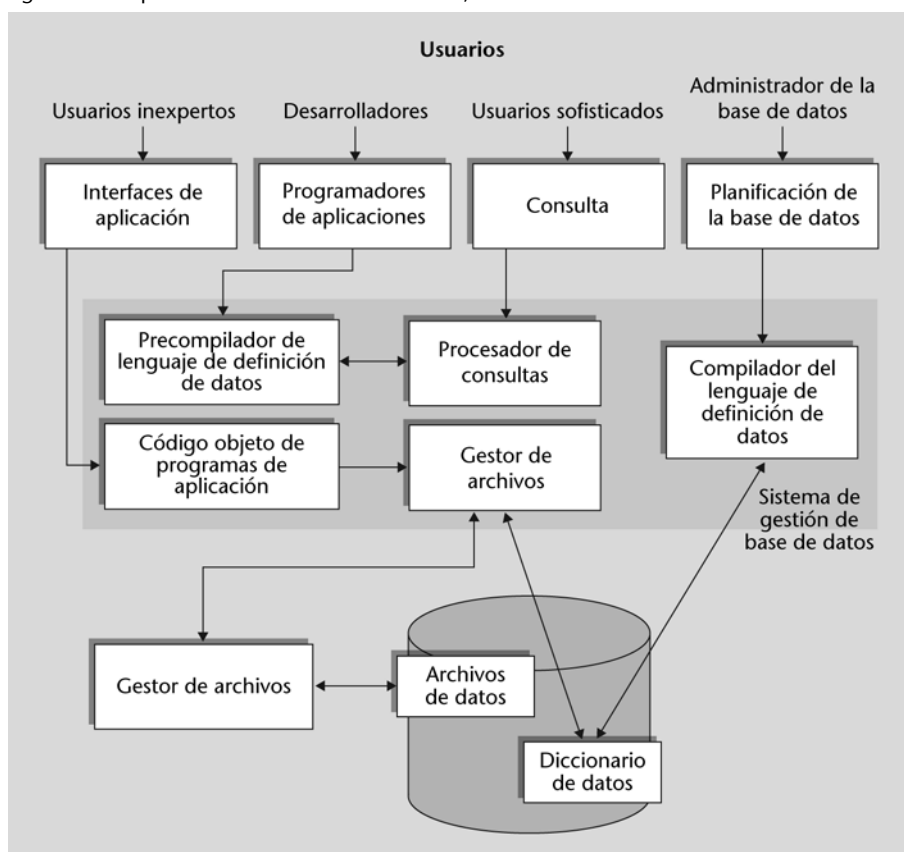 Usuarios
Usuarios inexpertos
Desarrolladores
Usuarios sofisticados
Administrador de la
base de datos
Interfaces de
aplicación
Programadores
de aplicaciones
Consulta
Planificación de
la base de datos
Precompilador de
lenguaje de definición
de datos
Procesador de
consultas
Compilador del
lenguaje de
definición de
datos
Código objeto de
programas de
aplicación
Gestor de
archivos
Sistema de
gestión de
base de datos
Gestor de archivos
Archivos
de datos
Diccionario
de datos